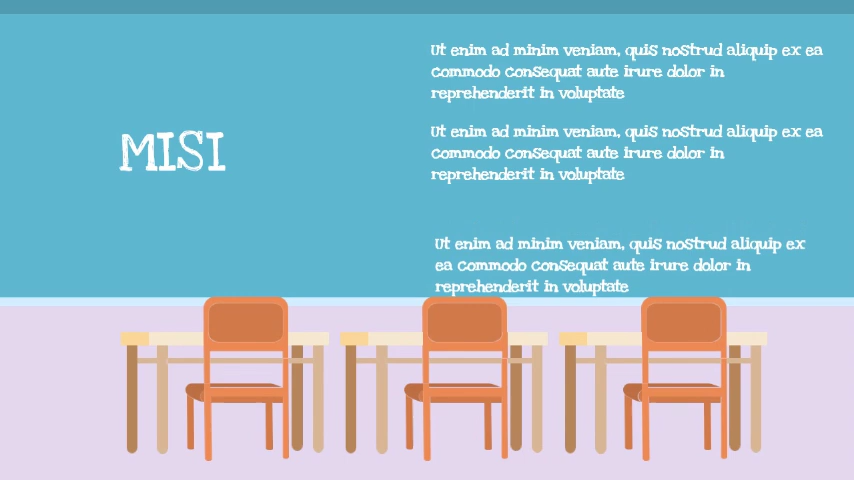 MISI
Ut enim ad minim veniam, quis nostrud aliquip ex ea
commodo consequat aute irure dolor in
reprehenderit in voluptate
Ut enim ad minim veniam, quis nostrud aliquip ex ea
commodo consequat aute irure dolor in
reprehenderit in voluptate
Ut enim ad minim veniam, quis nostrud aliquip ex
ea commodo consequat aute irure dolor in
reprehenderit in voluptate